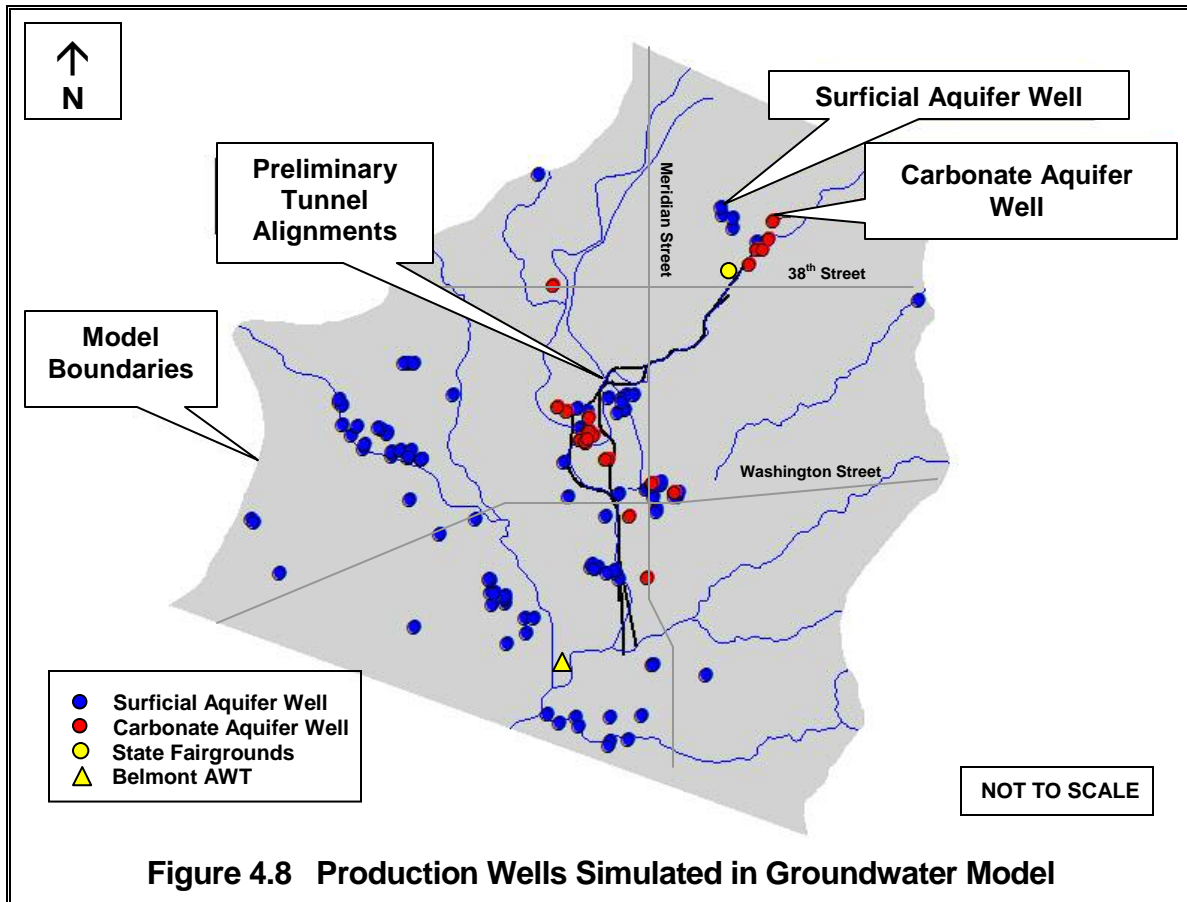 N
Surficial Aquifer Well
Preliminary
Tunnel
Alignments
Meridian Street
Carbonate Aquifer
Well
38th Street
Model
Boundaries
Washington Street
Surficial Aquifer Well
Carbonate Aquifer Well
State Fairgrounds
Belmont AWT
NOT TO SCALE
Figure 4.8 Production Wells Simulated in Groundwater Model